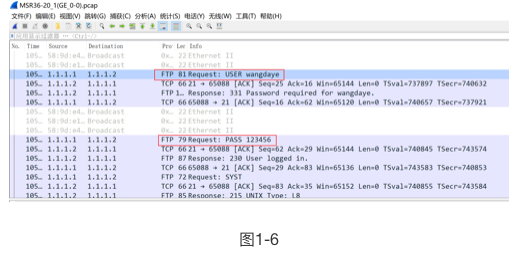 MSR36-20_1(GE_0-0).pcap
文件(F) 编辑(E) 视图(V) 跳转(G) 捕获(C) 分析(A) 统计(S) 电话(Y) 无线(W) 工具(T) 帮助(H)
应用显示过滤器 … <Ctrl-/>
No. Time Source Destination Pro Ler Info
105… 58:9d:e4… Broadcast 0x… 22 Ethernet II
105… 58:9d:e1… Broadcast 0x… 22 Ethernet II
105… 1.1.1.1 1.1.1.2 FTP 81 Request: USER wangdaye
105… 1.1.1.2 1.1.1.1 TCP 66 21 → 65088 [ACK] Seq=25 Ack=16 Win=65144 Len=0 TSval=737897 TSecr=740632
105… 1.1.1.2 1.1.1.1 FTP 1… Response: 331 Password required for wangdaye.
105… 1.1.1.1 1.1.1.2 TCP 66 65088 → 21 [ACK] Seq=16 Ack=62 Win=65120 Len=0 TSval=740657 TSecr=737921
105… 58:9d:e1… Broadcast 0x… 22 Ethernet II
105… 58:9d:e4… Broadcast 0x… 22 Ethernet II
105… 1.1.1.1 1.1.1.2 FTP 79 Request: PASS 123456
105… 1.1.1.2 1.1.1.1 TCP 66 21 → 65088 [ACK] Seq=62 Ack=29 Win=65144 Len=0 TSval=740845 TSecr=743574
105… 1.1.1.2 1.1.1.1 FTP 87 Response: 230 User logged in.
105… 1.1.1.1 1.1.1.2 TCP 66 65088 → 21 [ACK] Seq=29 Ack=83 Win=65136 Len=0 TSval=743583 TSecr=740853
105… 1.1.1.1 1.1.1.2 FTP 72 Request: SYST
105… 1.1.1.2 1.1.1.1 TCP 66 21 → 65088 [ACK] Seq=83 Ack=35 Win=65152 Len=0 TSval=740855 TSecr=743584
105… 1.1.1.2 1.1.1.1 FTP 85 Response: 215 UNIX Type: L8
图1-6